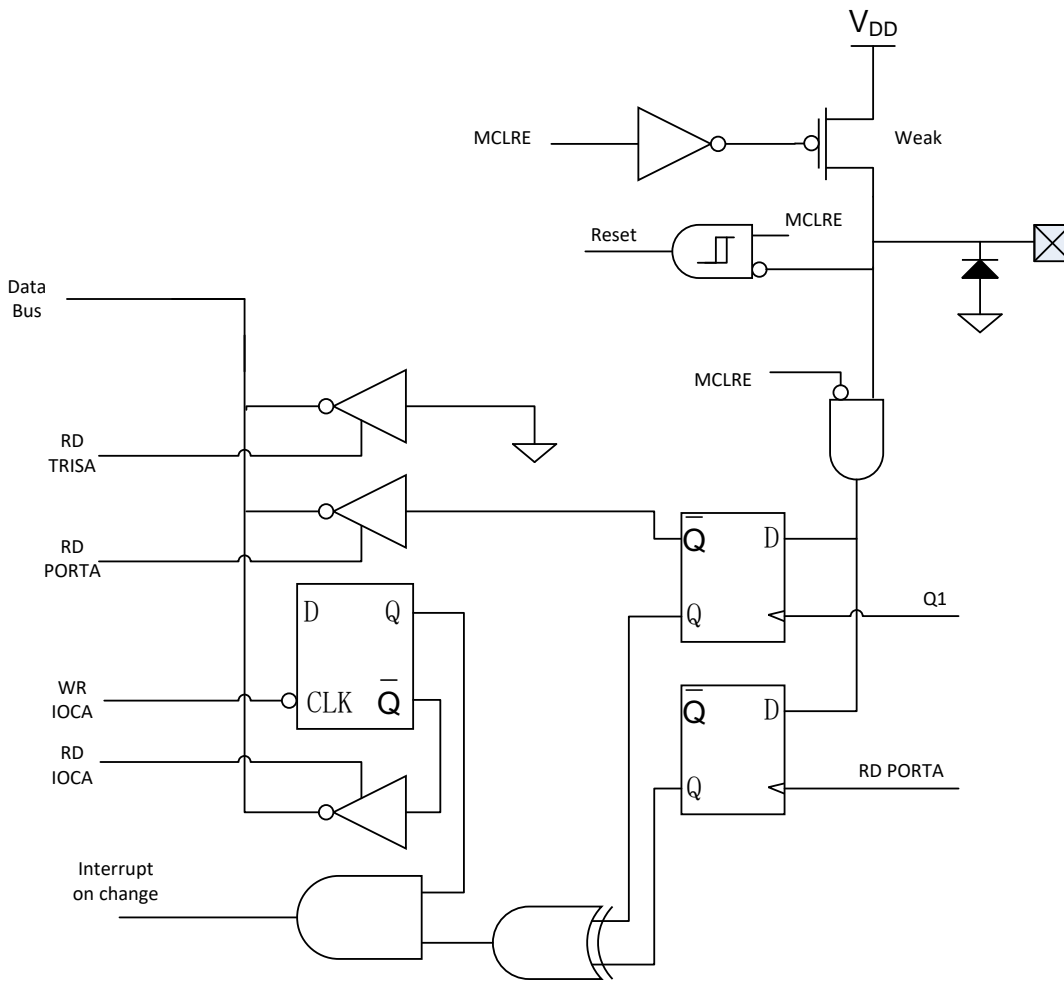 VDD
MCLRE
Weak
MCLRE
Reset
Data
Bus
MCLRE
RD
TRISA
RD
PORTA
Q
D
Q1
Q
D
Q
WR
IOCA
CLK
Q
Q
D
RD
IOCA
RD PORTA
Q
Interrupt
on change